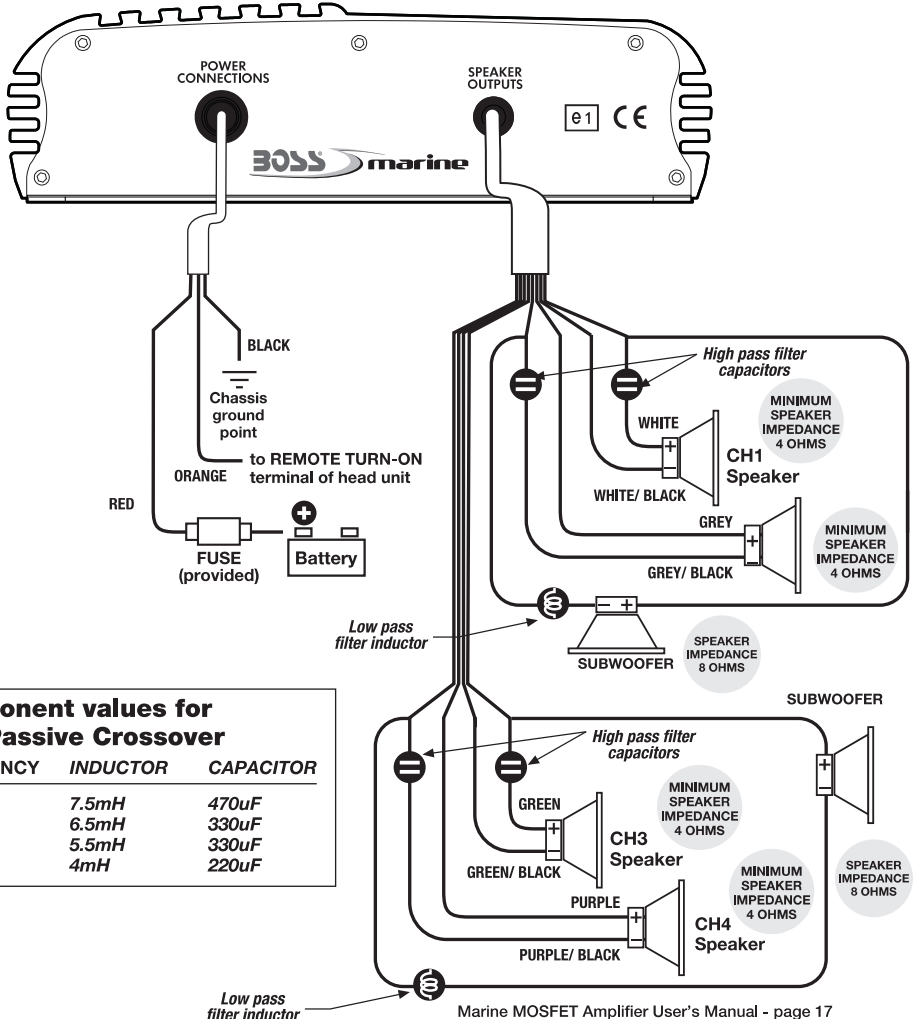 POWER
CONNECTIONS
SPEAKER
OUTPUTS
e1 CE
BOSS marine
BLACK
Chassis
ground
point
to REMOTE TURN-ON
terminal of head unit
ORANGE
RED
FUSE
(provided)
+
Battery
High pass filter
capacitors
MINIMUM
SPEAKER
IMPEDANCE
4 OHMS
WHITE
+
−
CH1
Speaker
WHITE/ BLACK
GREY
+
−
MINIMUM
SPEAKER
IMPEDANCE
4 OHMS
GREY/ BLACK
Low pass
filter inductor
− +
SUBWOOFER
SPEAKER
IMPEDANCE
8 OHMS
onent values for
Passive Crossover
NCY INDUCTOR CAPACITOR
7.5mH 470uF
6.5mH 330uF
5.5mH 330uF
4mH 220uF
SUBWOOFER
+
−
SPEAKER
IMPEDANCE
8 OHMS
High pass filter
capacitors
MINIMUM
SPEAKER
IMPEDANCE
4 OHMS
GREEN
+
−
CH3
Speaker
GREEN/ BLACK
MINIMUM
SPEAKER
IMPEDANCE
4 OHMS
PURPLE
+
−
CH4
Speaker
PURPLE/ BLACK
Low pass
filter inductor
Marine MOSFET Amplifier User's Manual - page 17